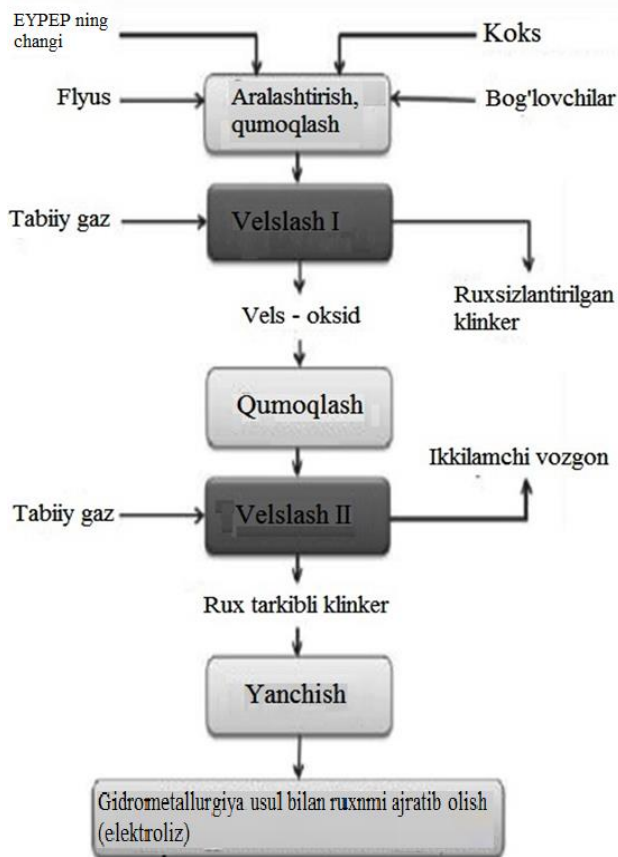 EYPEP ning
changi
Koks
Flyus
Aralashtirish,
qumoqlash
Bog'lovchilar
Tabiiy gaz
Velslash I
Ruxsizlantirilgan
klinker
Vels - oksid
Qumoqlash
Ikkilamchi vozgon
Tabiiy gaz
Velslash II
Rux tarkibli klinker
Yanchish
Gidrometallurgiya usul bilan ruxnmi ajratib olish
(elektroliz)